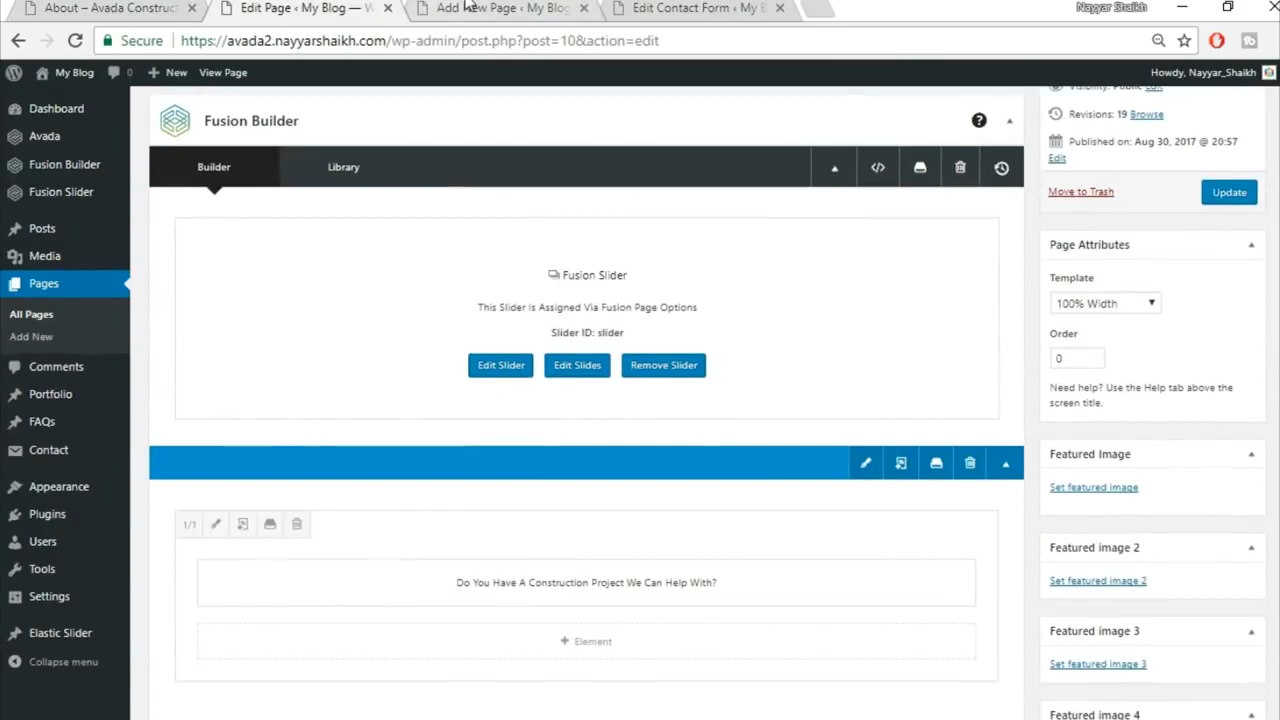 About – Avada Construct
Edit Page ‹ My Blog — W
Add New Page ‹ My Blog
Edit Contact Form ‹ My B
Nayyar Shaikh
Secure
https://avada2.nayyarshaikh.com/wp-admin/post.php?post=10&action=edit
My Blog
0
New
View Page
Howdy, Nayyar_Shaikh
Dashboard
Avada
Fusion Builder
Fusion Slider
Posts
Media
Pages
All Pages
Add New
Comments
Portfolio
FAQs
Contact
Appearance
Plugins
Users
Tools
Settings
Elastic Slider
Collapse menu
Fusion Builder
Builder
Library
Fusion Slider
This Slider Is Assigned Via Fusion Page Options
Slider ID: slider
Edit Slider
Edit Slides
Remove Slider
1/1
Do You Have A Construction Project We Can Help With?
+ Element
Visibility: Public Edit
Revisions: 19 Browse
Published on: Aug 30, 2017 @ 20:57
Edit
Move to Trash
Update
Page Attributes
Template
100% Width
Order
0
Need help? Use the Help tab above the
screen title.
Featured Image
Set featured image
Featured image 2
Set featured image 2
Featured image 3
Set featured image 3
Featured image 4